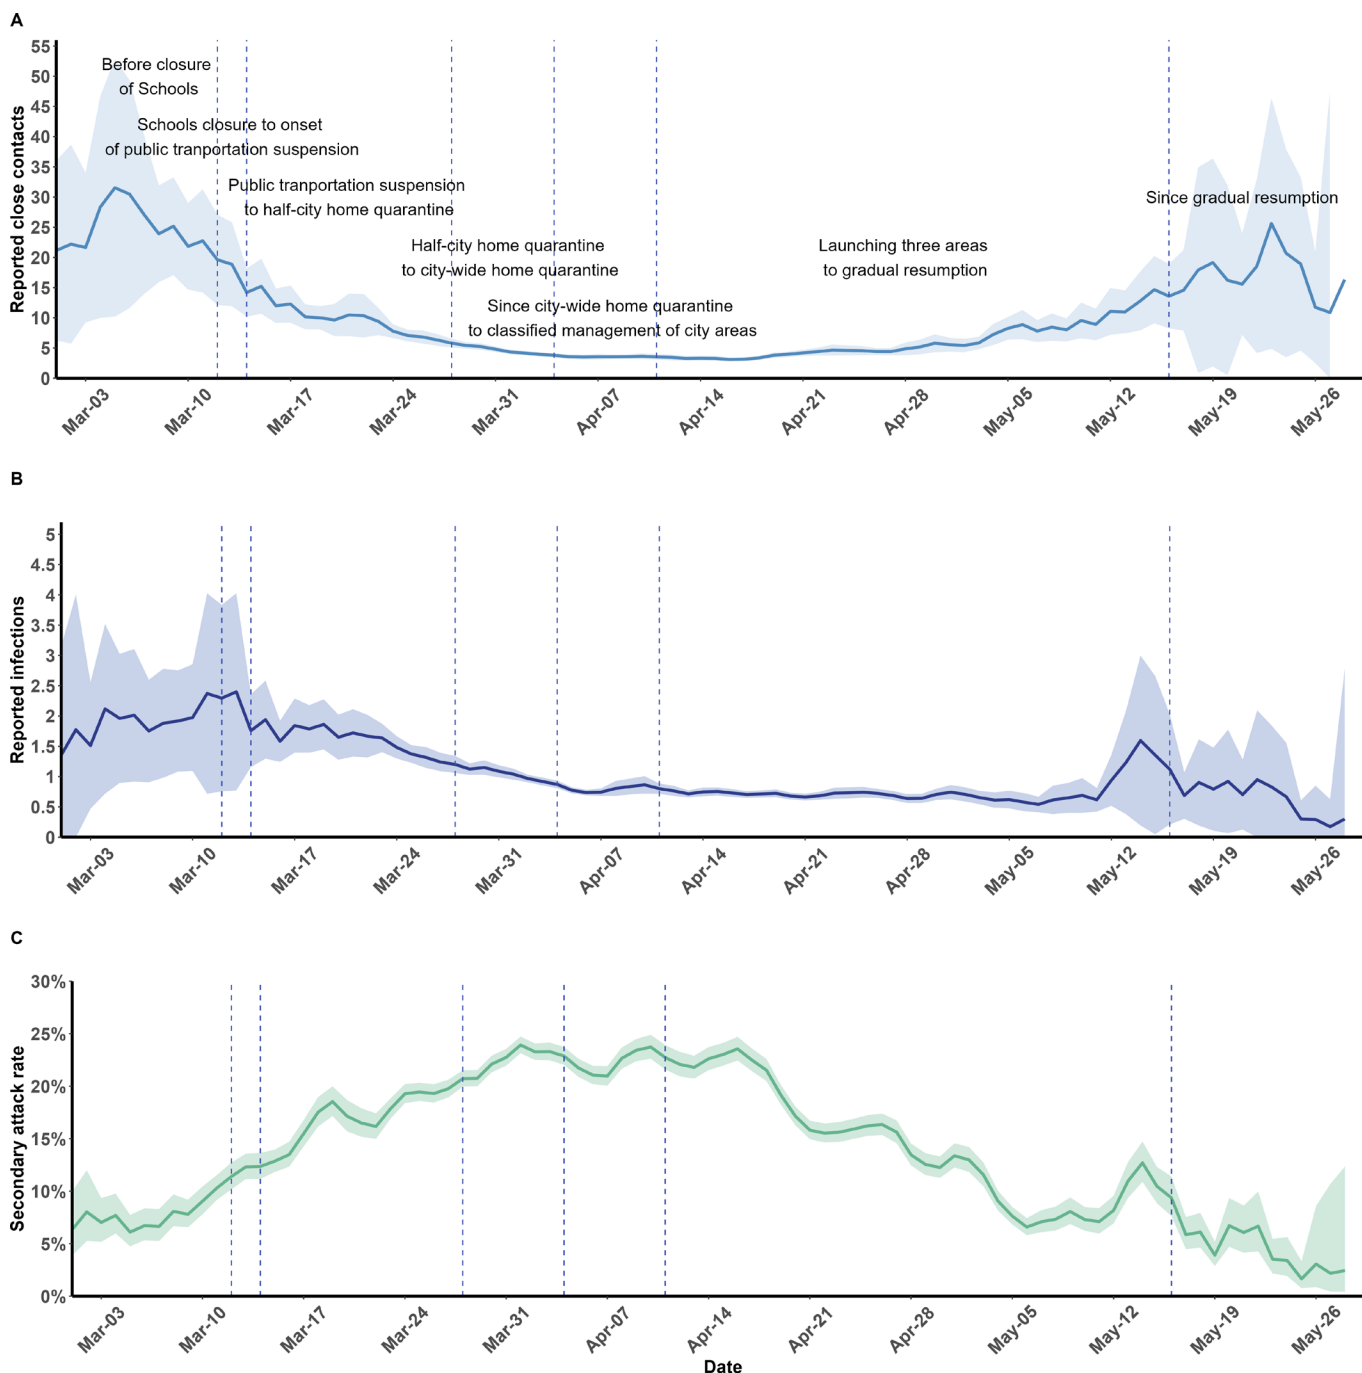 A
Reported close contacts
55
50
45
40
35
30
25
20
15
10
5
0
Before closure
of Schools
Schools closure to onset
of public tranportation suspension
Public tranportation suspension
to half-city home quarantine
Half-city home quarantine
to city-wide home quarantine
Since city-wide home quarantine
to classified management of city areas
Launching three areas
to gradual resumption
Since gradual resumption
Mar-03
Mar-10
Mar-17
Mar-24
Mar-31
Apr-07
Apr-14
Apr-21
Apr-28
May-05
May-12
May-19
May-26
B
Reported infections
5
4.5
4
3.5
3
2.5
2
1.5
1
0.5
0
Mar-03
Mar-10
Mar-17
Mar-24
Mar-31
Apr-07
Apr-14
Apr-21
Apr-28
May-05
May-12
May-19
May-26
C
Secondary attack rate
30%
25%
20%
15%
10%
5%
0%
Mar-03
Mar-10
Mar-17
Mar-24
Mar-31
Apr-07
Apr-14
Apr-21
Apr-28
May-05
May-12
May-19
May-26
Date